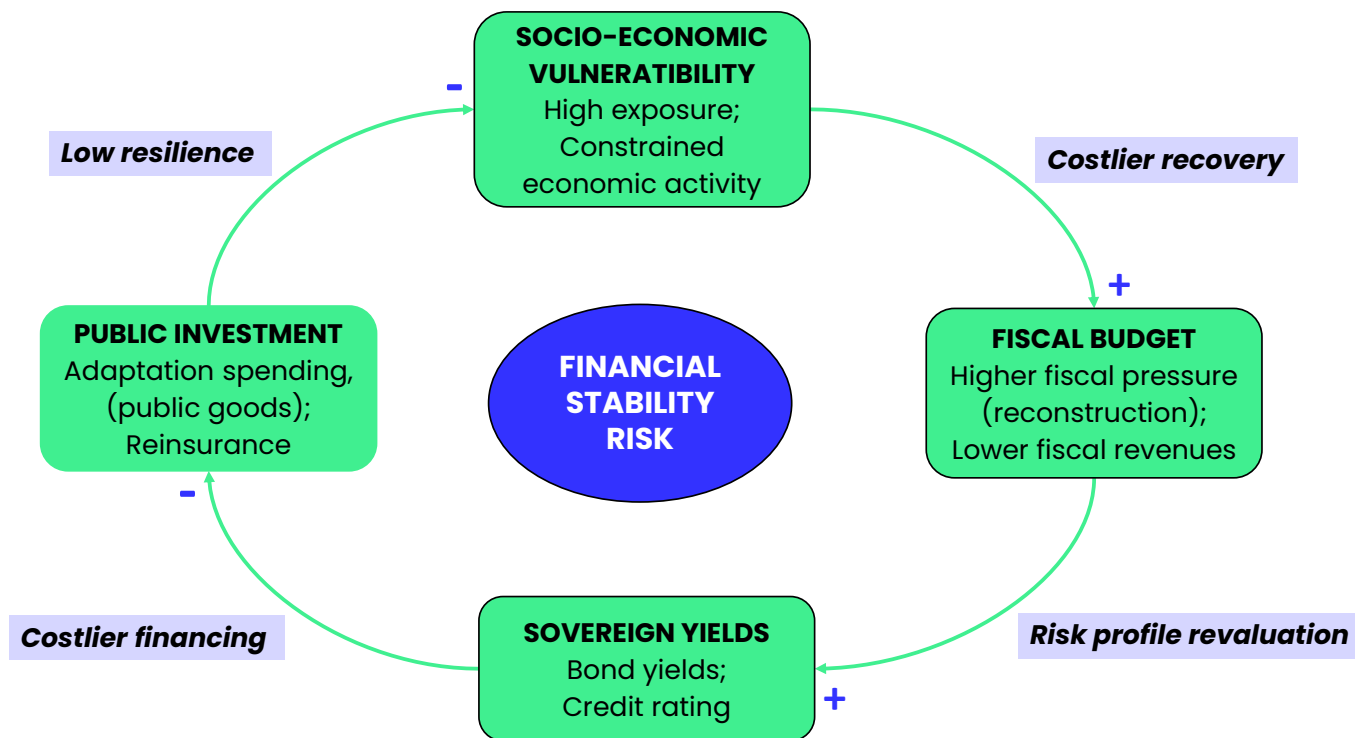 SOCIO-ECONOMIC
VULNERATIBILITY
High exposure;
Constrained
economic activity
-
Low resilience
Costlier recovery
+
PUBLIC INVESTMENT
Adaptation spending,
(public goods);
Reinsurance
-
FINANCIAL
STABILITY
RISK
FISCAL BUDGET
Higher fiscal pressure
(reconstruction);
Lower fiscal revenues
Costlier financing
SOVEREIGN YIELDS
Bond yields;
Credit rating
+
Risk profile revaluation